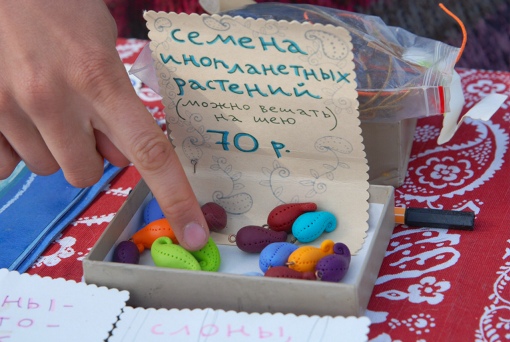 семена
инопланетных
растений
(можно вешать
на шею)
70 р.
слоны,